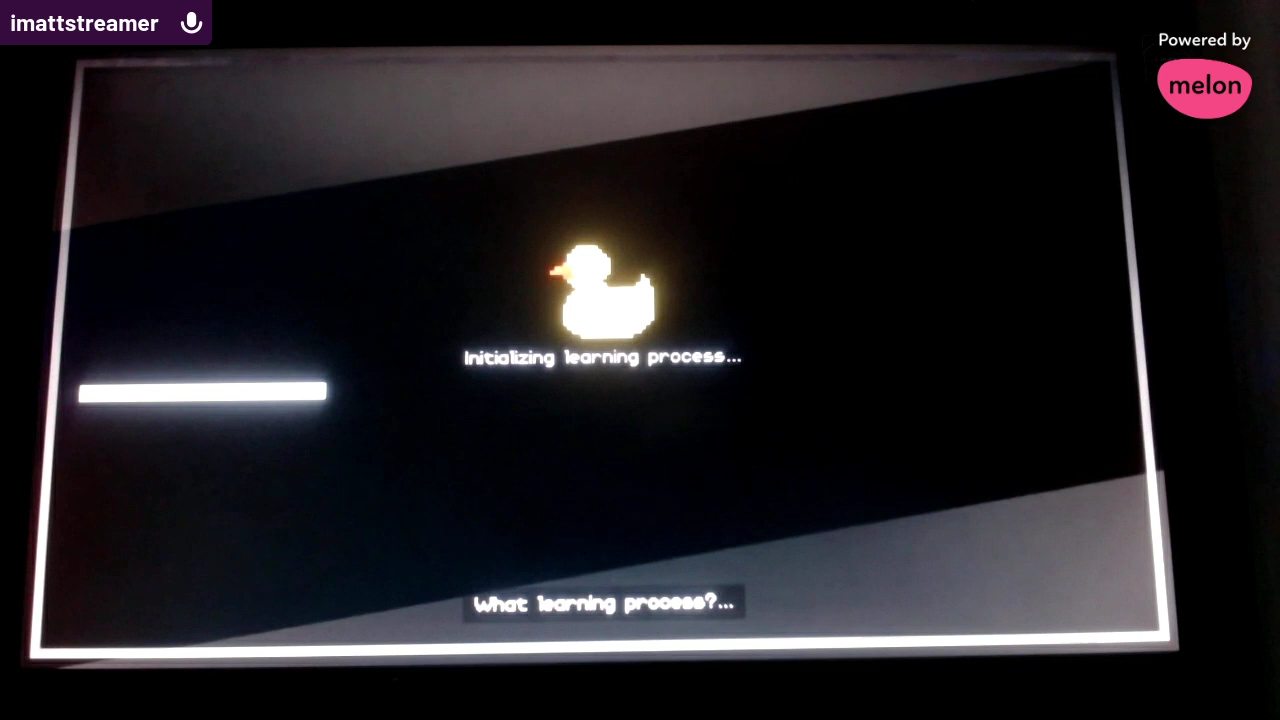 imattstreamer
Powered by
melon
Initializing learning process...
What learning process?...